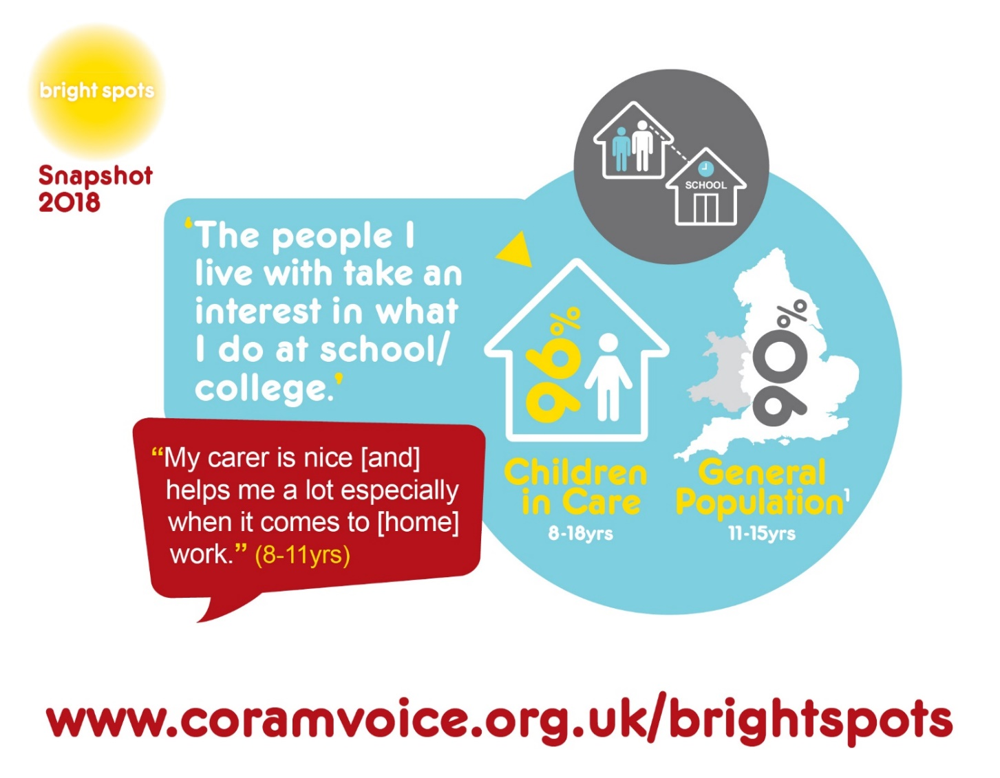 bright spots
Snapshot
2018
SCHOOL
‘The people I
live with take an
interest in what
I do at school/
college.’
96%
90%
“My carer is nice [and]
helps me a lot especially
when it comes to [home]
work.” (8-11yrs)
Children
in Care
8-18yrs
General
Population¹
11-15yrs
www.coramvoice.org.uk/brightspots